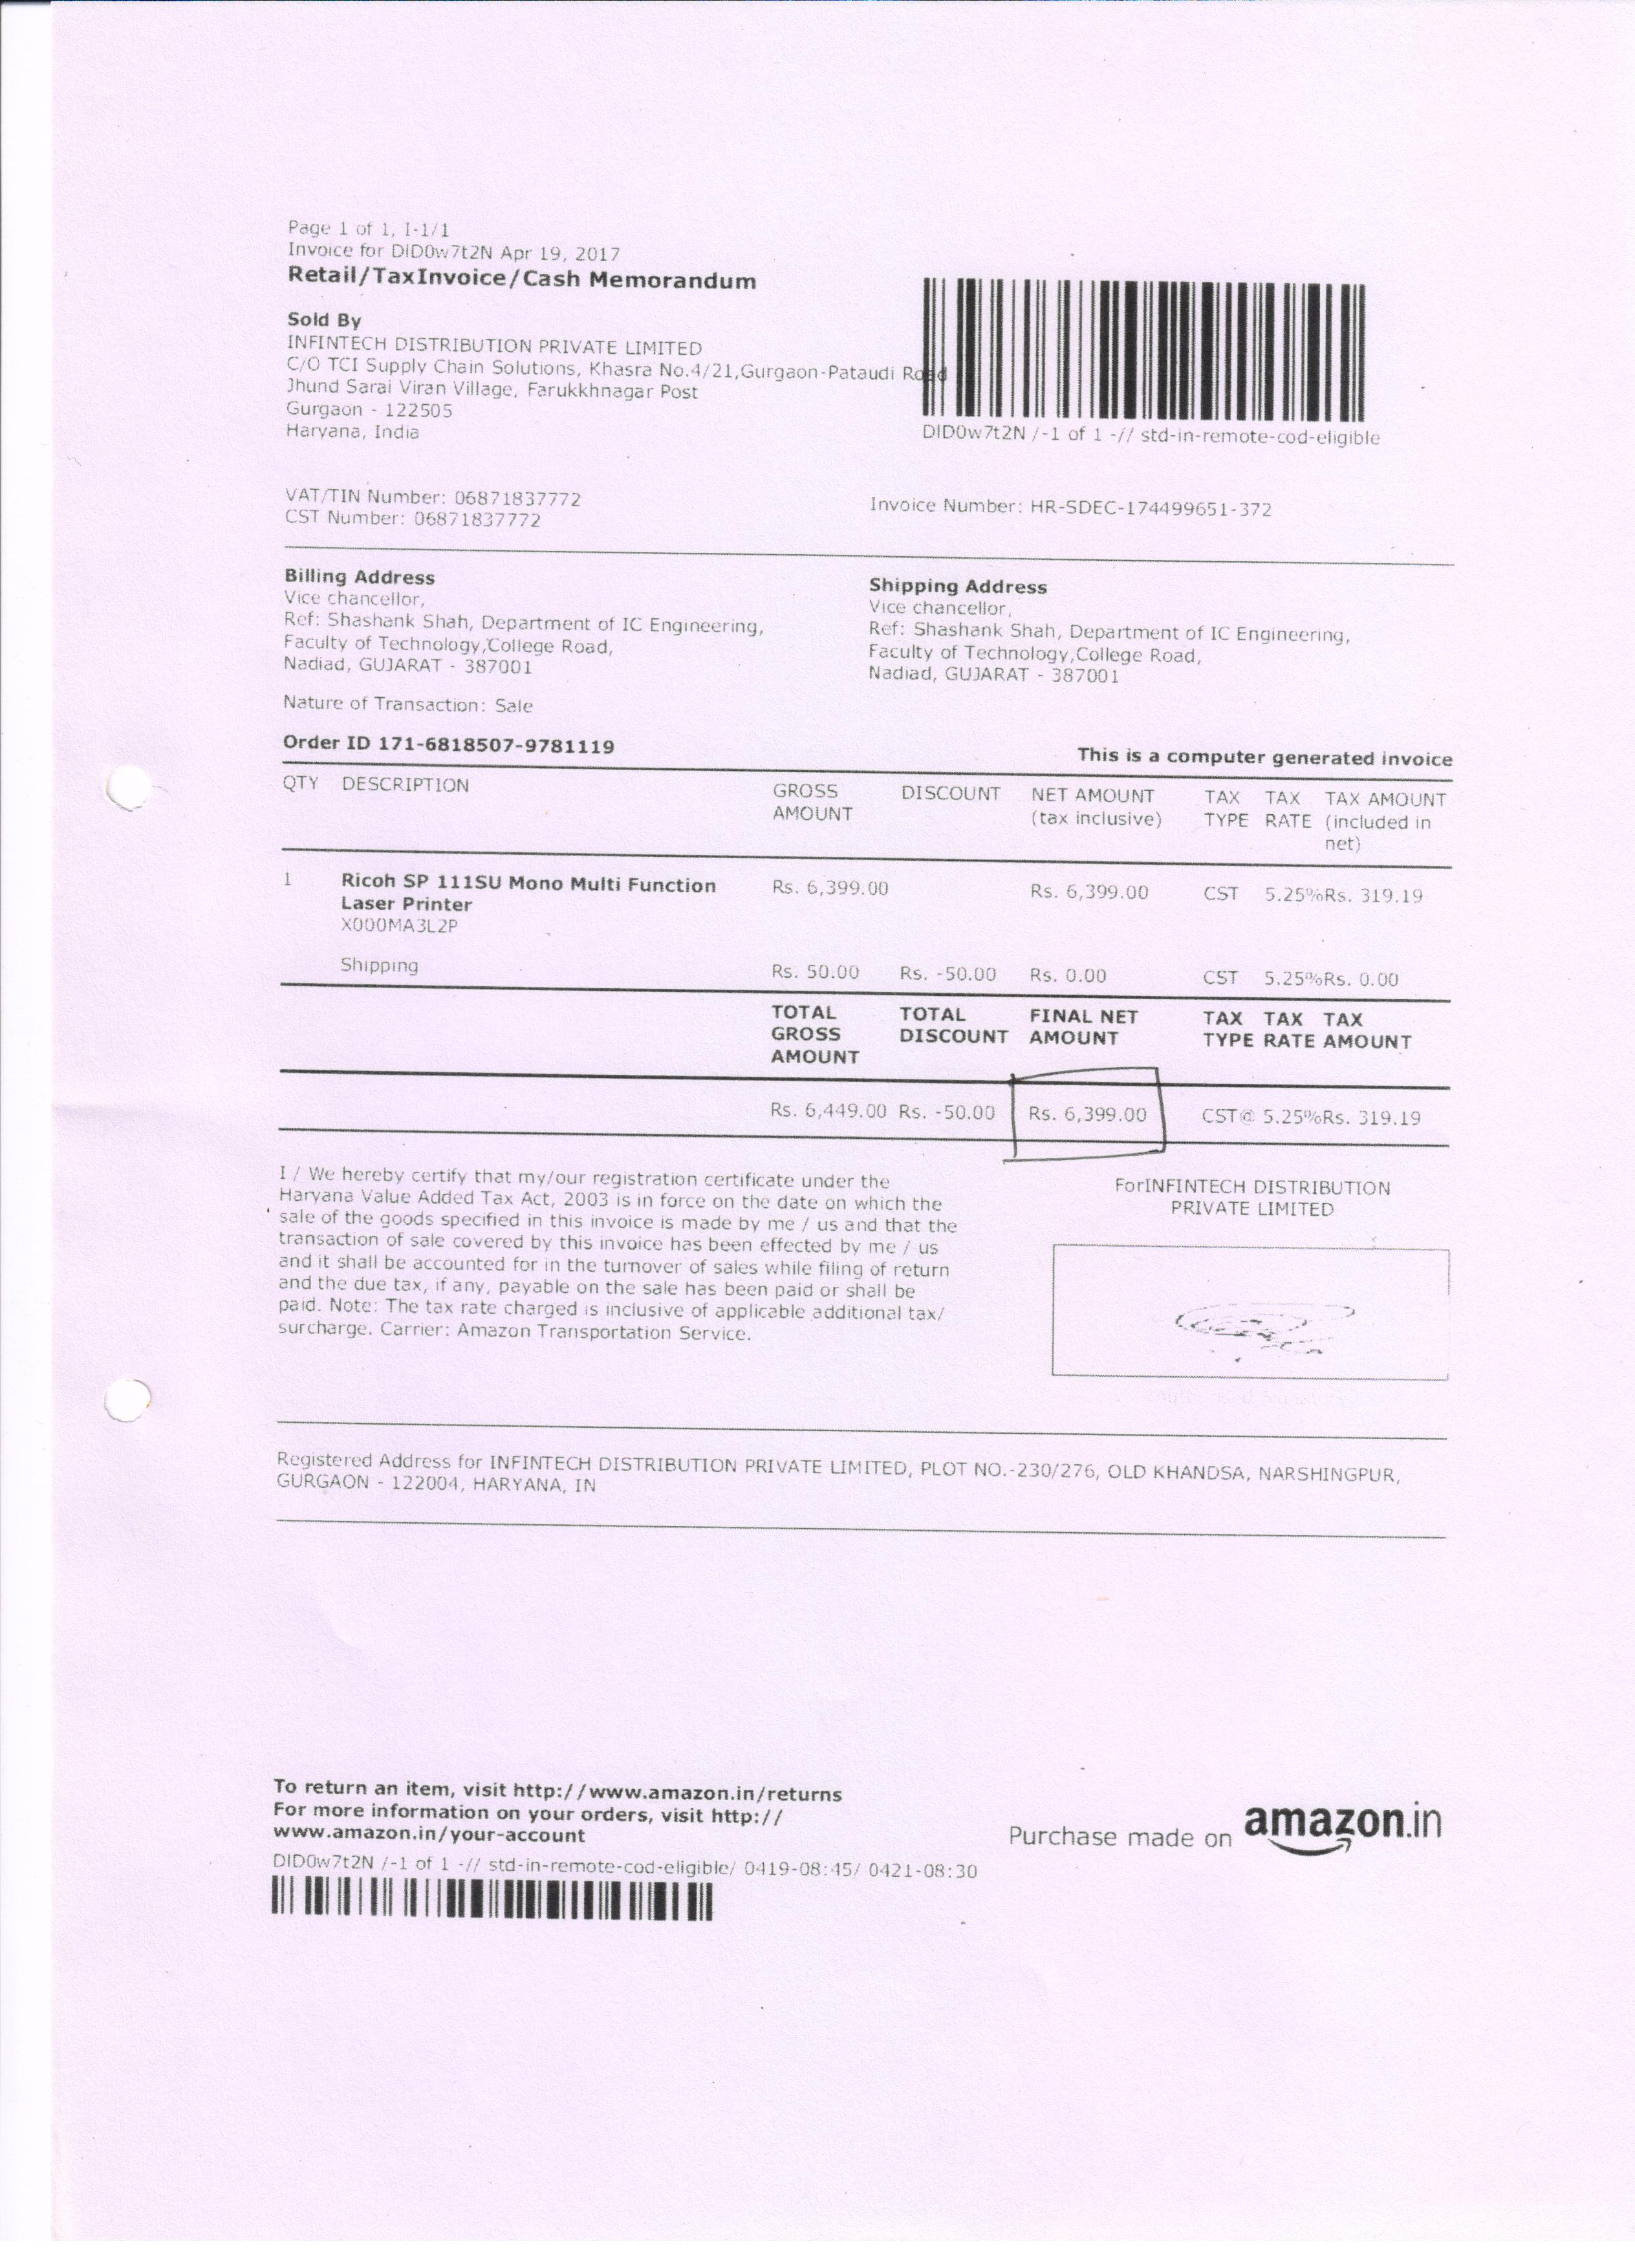 Page 1 of 1, I-1/1
Invoice for DID0w7t2N Apr 19, 2017
Retail/TaxInvoice/Cash Memorandum
Sold By
INFINTECH DISTRIBUTION PRIVATE LIMITED
C/O TCI Supply Chain Solutions, Khasra No.4/21,Gurgaon-Pataudi Road
Jhund Sarai Viran Village, Farukkhnagar Post
Gurgaon - 122505
Haryana, India
DID0w7t2N /-1 of 1 -// std-in-remote-cod-eligible
VAT/TIN Number: 06871837772
CST Number: 06871837772
Invoice Number: HR-SDEC-174499651-372
Billing Address
Vice chancellor,
Ref: Shashank Shah, Department of IC Engineering,
Faculty of Technology,College Road,
Nadiad, GUJARAT - 387001
Shipping Address
Vice chancellor,
Ref: Shashank Shah, Department of IC Engineering,
Faculty of Technology,College Road,
Nadiad, GUJARAT - 387001
Nature of Transaction: Sale
Order ID 171-6818507-9781119
This is a computer generated invoice
QTY DESCRIPTION GROSS DISCOUNT NET AMOUNT TAX TAX TAX AMOUNT
AMOUNT (tax inclusive) TYPE RATE (included in
net)
1 Ricoh SP 111SU Mono Multi Function Rs. 6,399.00 Rs. 6,399.00 CST 5.25%Rs. 319.19
Laser Printer
X000MA3L2P
Shipping Rs. 50.00 Rs. -50.00 Rs. 0.00 CST 5.25%Rs. 0.00
TOTAL TOTAL FINAL NET TAX TAX TAX
GROSS DISCOUNT AMOUNT TYPE RATE AMOUNT
AMOUNT
Rs. 6,449.00 Rs. -50.00 Rs. 6,399.00 CST@ 5.25%Rs. 319.19
I / We hereby certify that my/our registration certificate under the
Haryana Value Added Tax Act, 2003 is in force on the date on which the
sale of the goods specified in this invoice is made by me / us and that the
transaction of sale covered by this invoice has been effected by me / us
and it shall be accounted for in the turnover of sales while filing of return
and the due tax, if any, payable on the sale has been paid or shall be
paid. Note: The tax rate charged is inclusive of applicable additional tax/
surcharge. Carrier: Amazon Transportation Service.
ForINFINTECH DISTRIBUTION
PRIVATE LIMITED
Registered Address for INFINTECH DISTRIBUTION PRIVATE LIMITED, PLOT NO.-230/276, OLD KHANDSA, NARSHINGPUR,
GURGAON - 122004, HARYANA, IN
To return an item, visit http://www.amazon.in/returns
For more information on your orders, visit http://
www.amazon.in/your-account
DID0w7t2N /-1 of 1 -// std-in-remote-cod-eligible/ 0419-08:45/ 0421-08:30
Purchase made on amazon.in